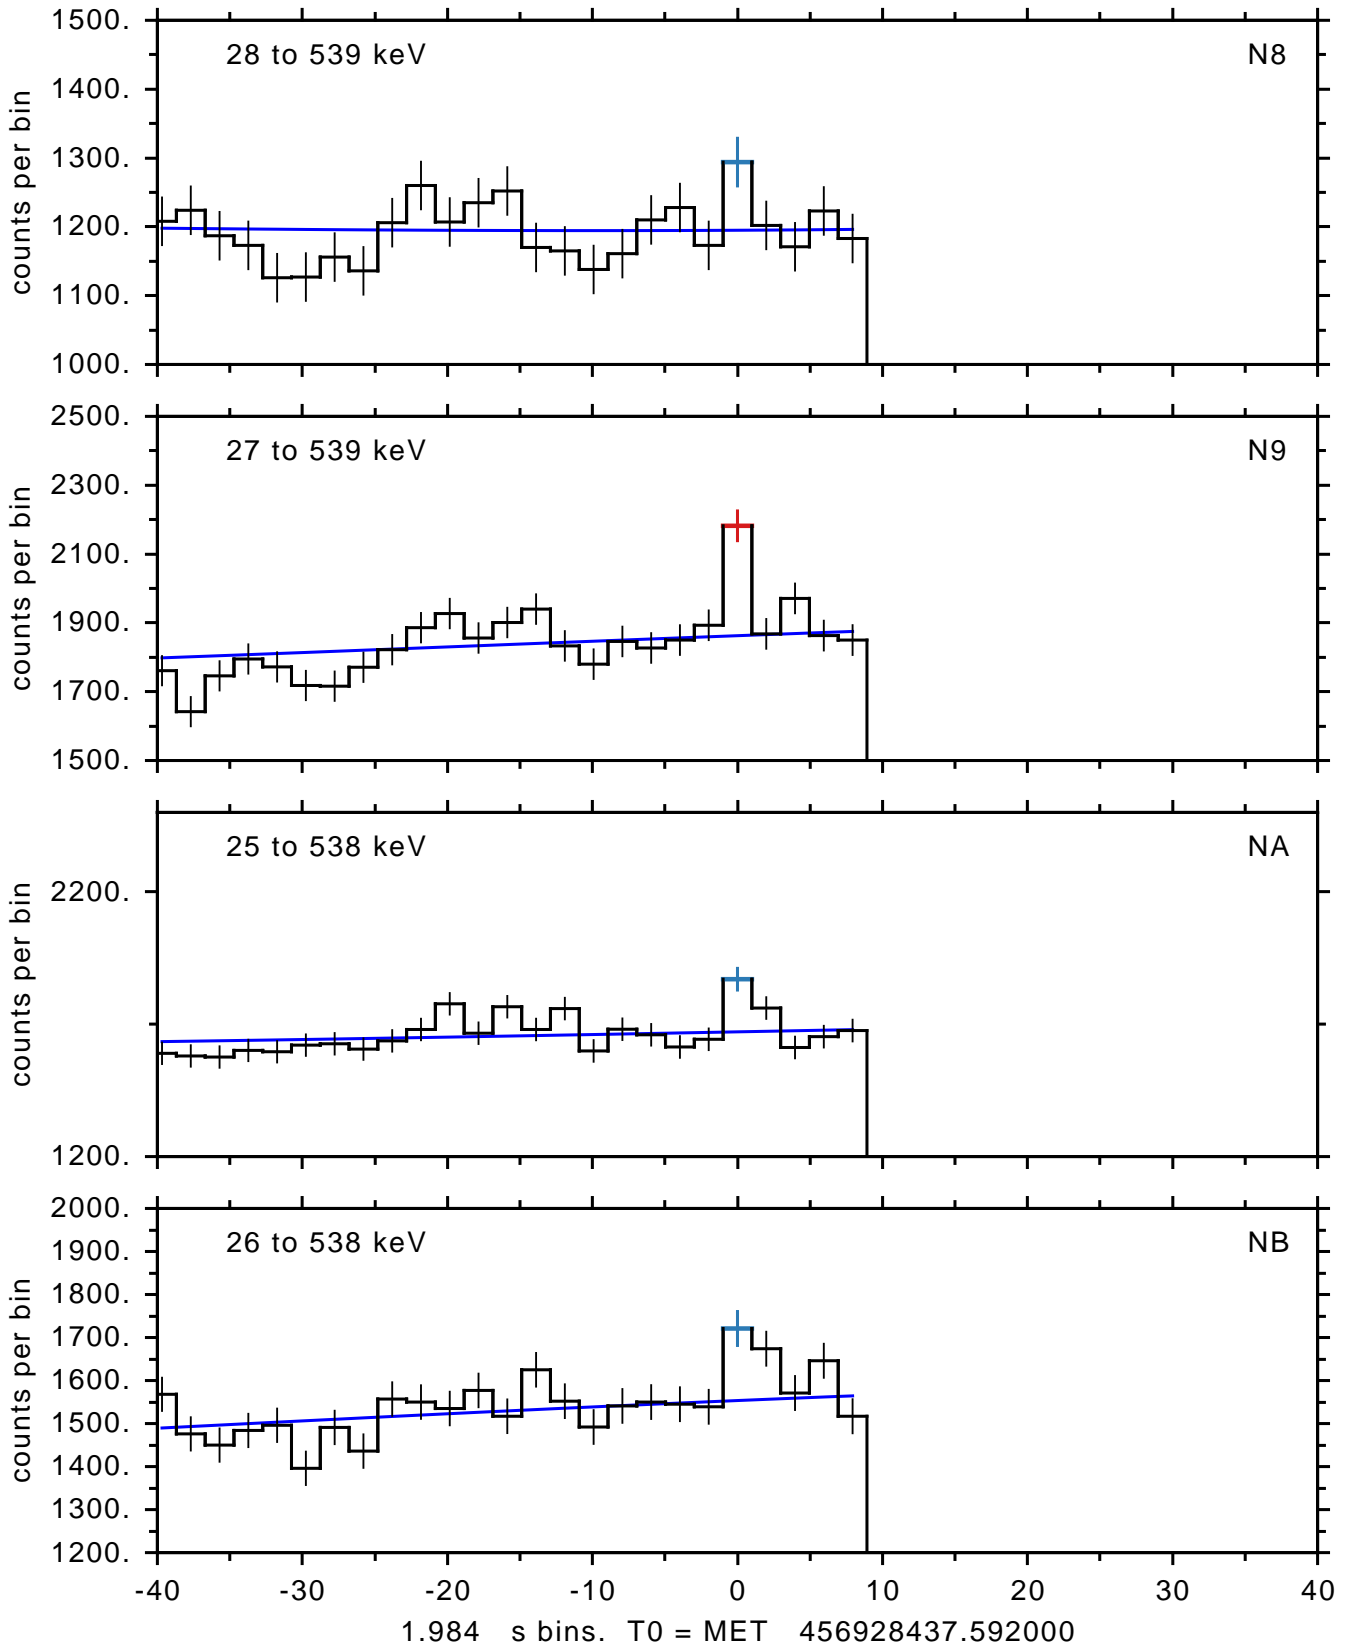 28 to 539 keV N8
1500.
1400.
1300.
1200.
1100.
1000.
counts per bin
27 to 539 keV N9
2500.
2300.
2100.
1900.
1700.
1500.
counts per bin
25 to 538 keV NA
2200.
1200.
counts per bin
26 to 538 keV NB
2000.
1900.
1800.
1700.
1600.
1500.
1400.
1300.
1200.
counts per bin
-40 -30 -20 -10 0 10 20 30 40
1.984 s bins. T0 = MET 456928437.592000